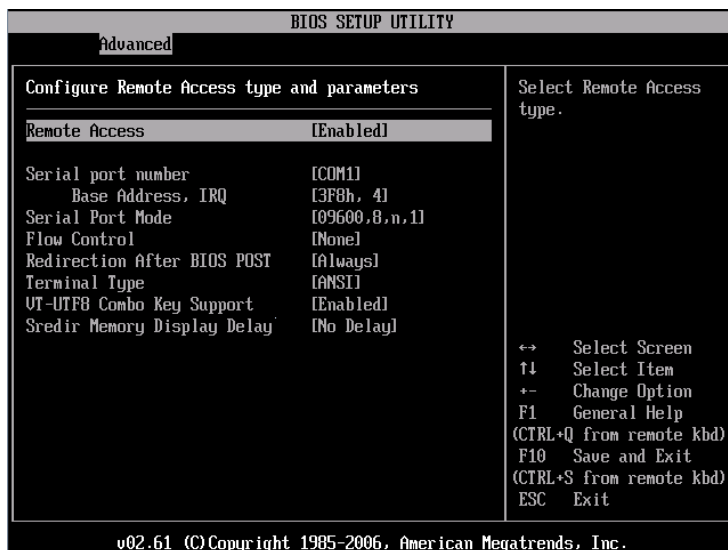 BIOS SETUP UTILITY
Advanced
Configure Remote Access type and parameters
Remote Access [Enabled]
Serial port number [COM1]
Base Address, IRQ [3F8h, 4]
Serial Port Mode [09600,8,n,1]
Flow Control [None]
Redirection After BIOS POST [Always]
Terminal Type [ANSI]
VT-UTF8 Combo Key Support [Enabled]
Sredir Memory Display Delay [No Delay]
Select Remote Access
type.
↔ Select Screen
↑↓ Select Item
+- Change Option
F1 General Help
(CTRL+Q from remote kbd)
F10 Save and Exit
(CTRL+S from remote kbd)
ESC Exit
v02.61 (C)Copyright 1985-2006, American Megatrends, Inc.